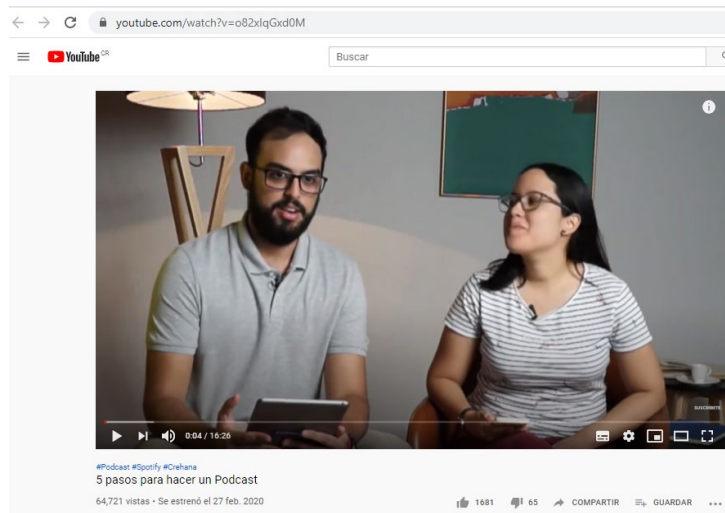 youtube.com/watch?v=o82xlqGxd0M
YouTube CR
Buscar
SUSCRIBETE
0:04 / 16:26
#Podcast #Spotify #Crehana
5 pasos para hacer un Podcast
64,721 vistas • Se estrenó el 27 feb. 2020
1681 65 COMPARTIR GUARDAR